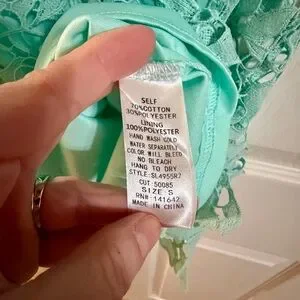 SELF
70%COTTON
30%POLYESTER
LINING
100%POLYESTER
HAND WASH COLD
WATER SEPARATELY
COLOR WILL BLEED
NO BLEACH
HANG TO DRY
STYLE:SL4955R7
CUT 50085
SIZE S
RN# 141642
MADE IN CHINA